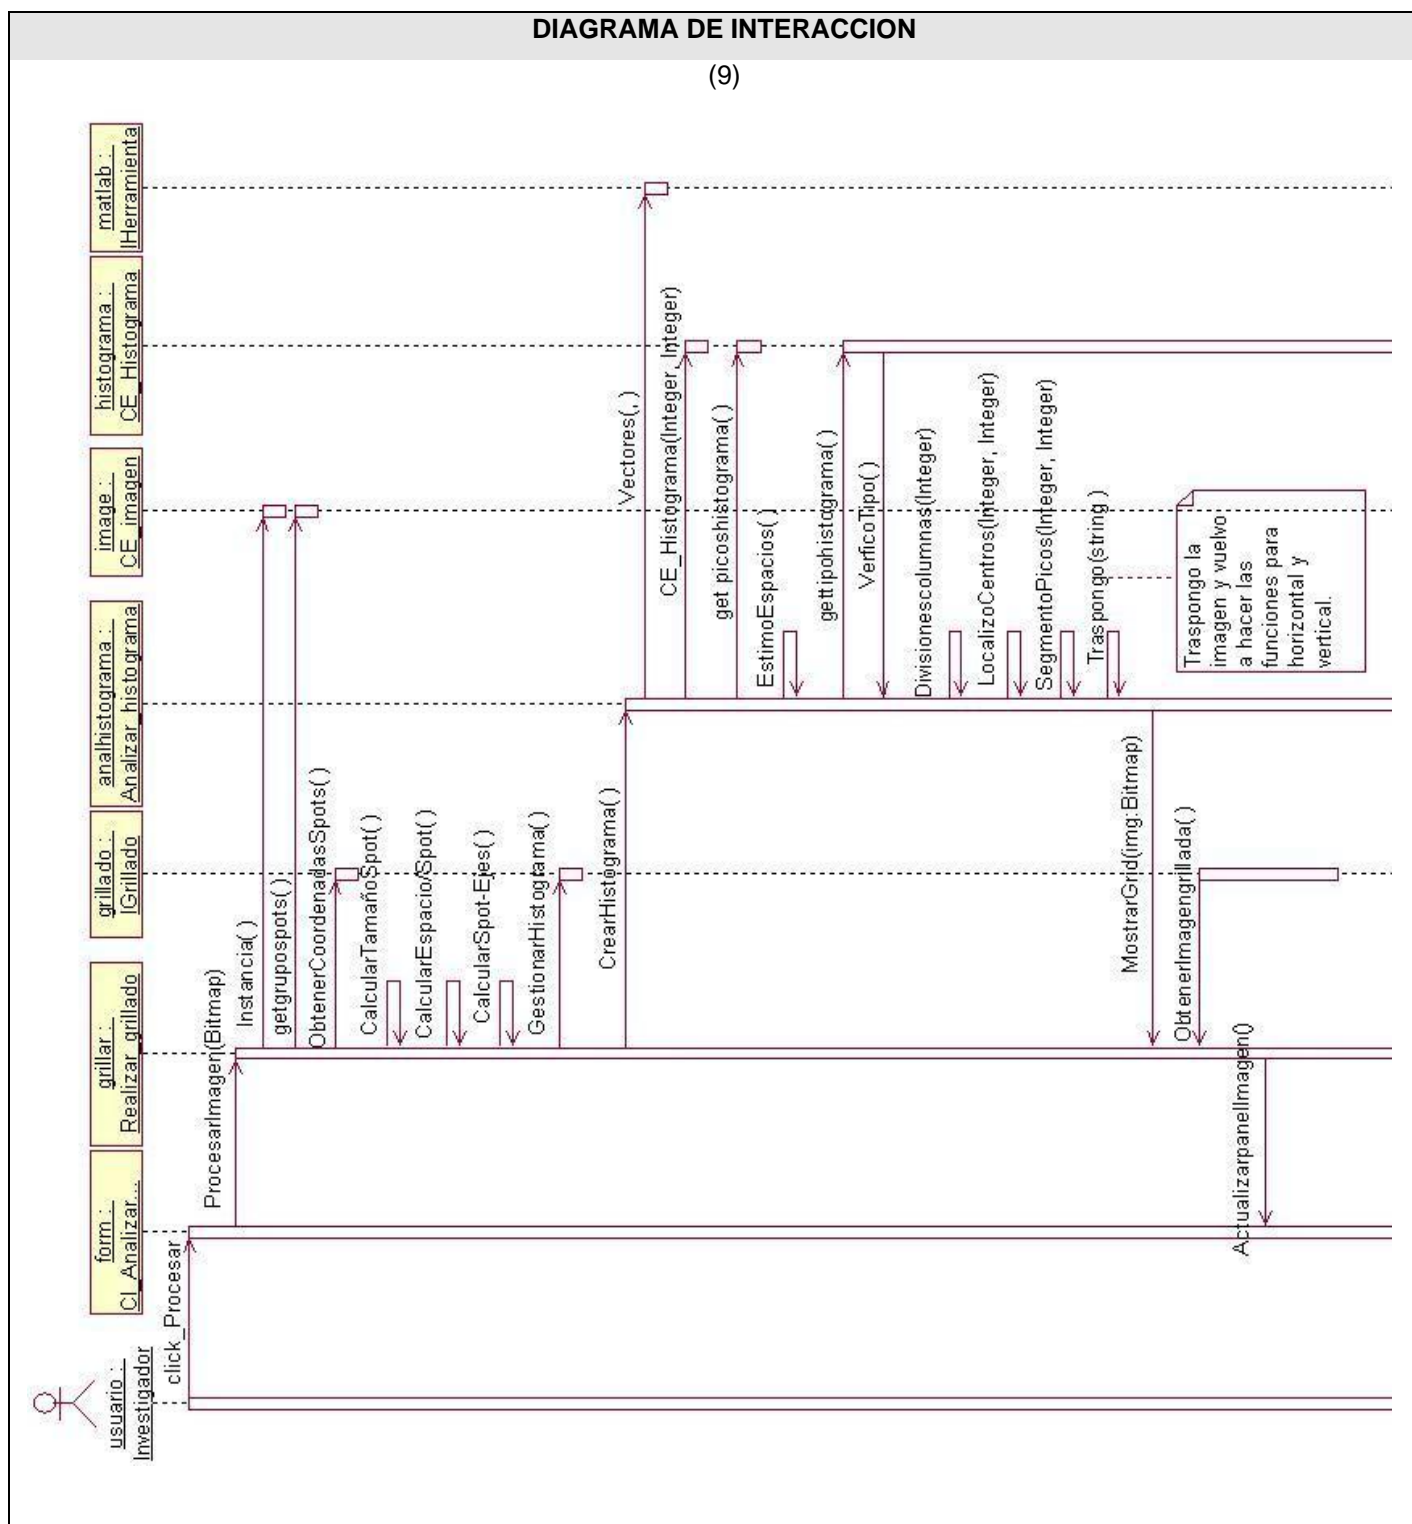 DIAGRAMA DE INTERACCION
(9)
usuario :
Investigador
form :
CI_Analizar...
grillar :
Realizar_grillado
grillado :
IGrillado
analhistograma :
Analizar_histograma
image :
CE_imagen
histograma :
CE_Histograma
matlab :
IHerramienta
click_Procesar
ProcesarImagen(Bitmap)
Instancia( )
getgrupospots( )
ObtenerCoordenadasSpots( )
CalcularTamañoSpot()
CalcularEspacio/Spot( )
CalcularSpot-Ejes( )
GestionarHistograma()
CrearHistograma( )
Vectores(, )
CE_Histograma(Integer, Integer)
get picoshistograma( )
EstimoEspacios( )
gettipohistograma( )
VerficoTipo( )
Divisionescolumnas(Integer)
LocalizoCentros(Integer, Integer)
SegmentoPicos(Integer, Integer)
Traspongo(string )
Traspongo la
imagen y vuelvo
a hacer las
funciones para
horizontal y
vertical.
MostrarGrid(img:Bitmap)
ObtenerImagengrillada( )
ActualizarpanelImagen()